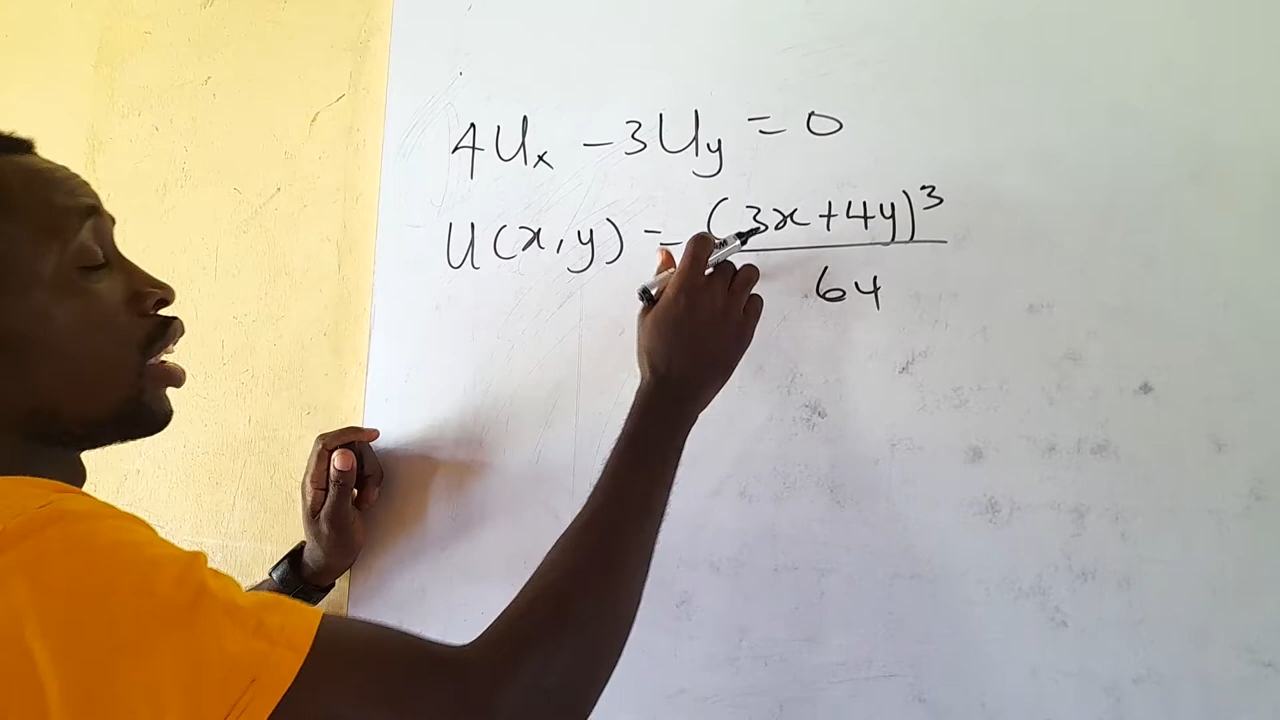 4Ux - 3Uy = 0
U(x,y) = (3x+4y)³ / 64